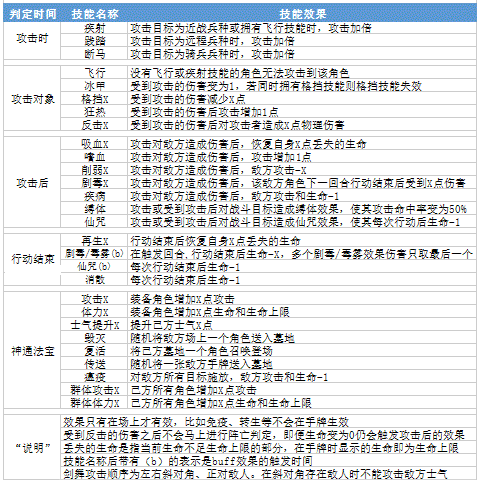 判定时间 技能名称 技能效果
攻击时
疾射 攻击目标为近战兵种或拥有飞行技能时，攻击加倍
践踏 攻击目标为远程兵种时，攻击加倍
断马 攻击目标为骑兵兵种时，攻击加倍
攻击对象
飞行 没有飞行或疾射技能的角色无法攻击到该角色
冰甲 受到攻击的伤害变为1，若同时拥有格挡技能则格挡技能失效
格挡X 受到攻击的伤害减少X点
狂热 受到攻击的伤害后攻击增加1点
反击X 受到攻击的伤害后对攻击者造成X点物理伤害
攻击后
吸血X 攻击对敌方造成伤害后，恢复自身X点丢失的生命
嗜血 攻击对敌方造成伤害后，攻击增加1点
削弱X 攻击对敌方造成伤害后，敌方攻击-X
剧毒X 攻击对敌方造成伤害后，该敌方角色下一回合行动结束后受到X点伤害
疾病 攻击对敌方造成伤害后，敌方攻击和生命-1
缚体 攻击或受到攻击后对战斗目标造成缚体效果，使其攻击命中率变为50%
仙咒 攻击或受到攻击后对战斗目标造成仙咒效果，使其每次行动后生命-1
行动结束
再生X 行动结束后恢复自身X点丢失的生命
剧毒/毒雾(b) 在触发回合，行动结束后生命-X，多个剧毒/毒雾效果伤害只取最后一个
仙咒(b) 每次行动结束后生命-1
消散 每次行动结束后生命-1
神通法宝
攻击X 装备角色增加X点攻击
体力X 装备角色增加X点生命和生命上限
士气提升X 提升己方士气X点
毁灭 随机将敌方场上一个角色送入墓地
复活 将己方墓地一个角色召唤登场
传送 随机将一张敌方手牌送入墓地
瘟疫 对敌方所有目标施放，敌方攻击和生命-1
群体攻击X 己方所有角色增加X点攻击
群体体力X 己方所有角色增加X点生命和生命上限
“说明”
效果只有在场上才有效，比如免疫、转生等不会在手牌生效
受到反击的伤害之后不会马上进行阵亡判定，即便生命变为0仍会触发攻击后的效果
丢失的生命是指当前生命不足生命上限的部分，在手牌时显示的生命即为生命上限
技能名称后带有（b）的表示是buff效果的触发时间
剑舞攻击顺序为左右斜对角、正对敌人。在斜对角存在敌人时不能攻击敌方士气